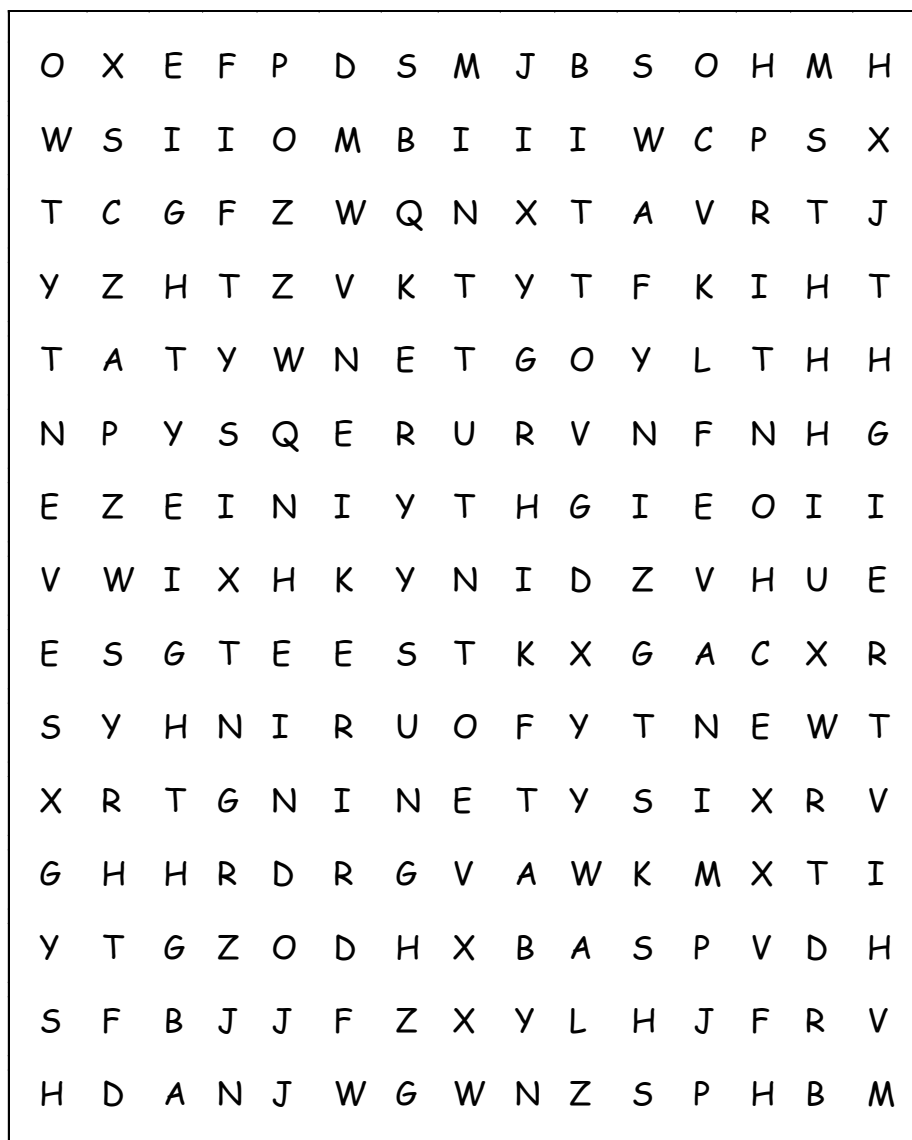 O X E F P D S M J B S O H M H
W S I I O M B I I I W C P S X
T C G F Z W Q N X T A V R T J
Y Z H T Z V K T Y T F K I H T
T A T Y W N E T G O Y L T H H
N P Y S Q E R U R V N F N H G
E Z E I N I Y T H G I E O I I
V W I X H K Y N I D Z V H U E
E S G T E E S T K X G A C X R
S Y H N I R U O F Y T N E W T
X R T G N I N E T Y S I X R V
G H H R D R G V A W K M X T I
Y T G Z O D H X B A S P V D H
S F B J J F Z X Y L H J F R V
H D A N J W G W N Z S P H B M